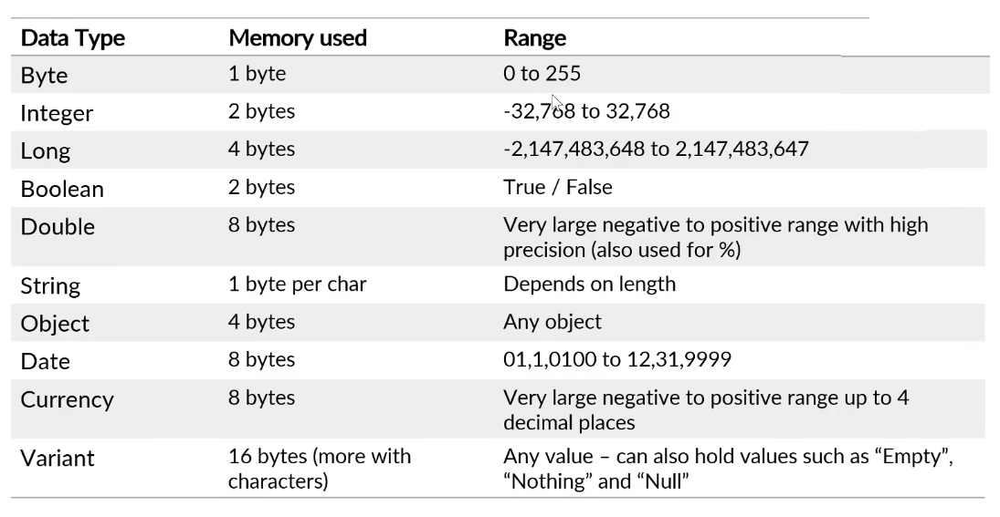 Data Type Memory used Range
Byte 1 byte 0 to 255
Integer 2 bytes -32,768 to 32,768
Long 4 bytes -2,147,483,648 to 2,147,483,647
Boolean 2 bytes True / False
Double 8 bytes Very large negative to positive range with high
precision (also used for %)
String 1 byte per char Depends on length
Object 4 bytes Any object
Date 8 bytes 01,1,0100 to 12,31,9999
Currency 8 bytes Very large negative to positive range up to 4
decimal places
Variant 16 bytes (more with Any value – can also hold values such as “Empty”,
characters) “Nothing” and “Null”